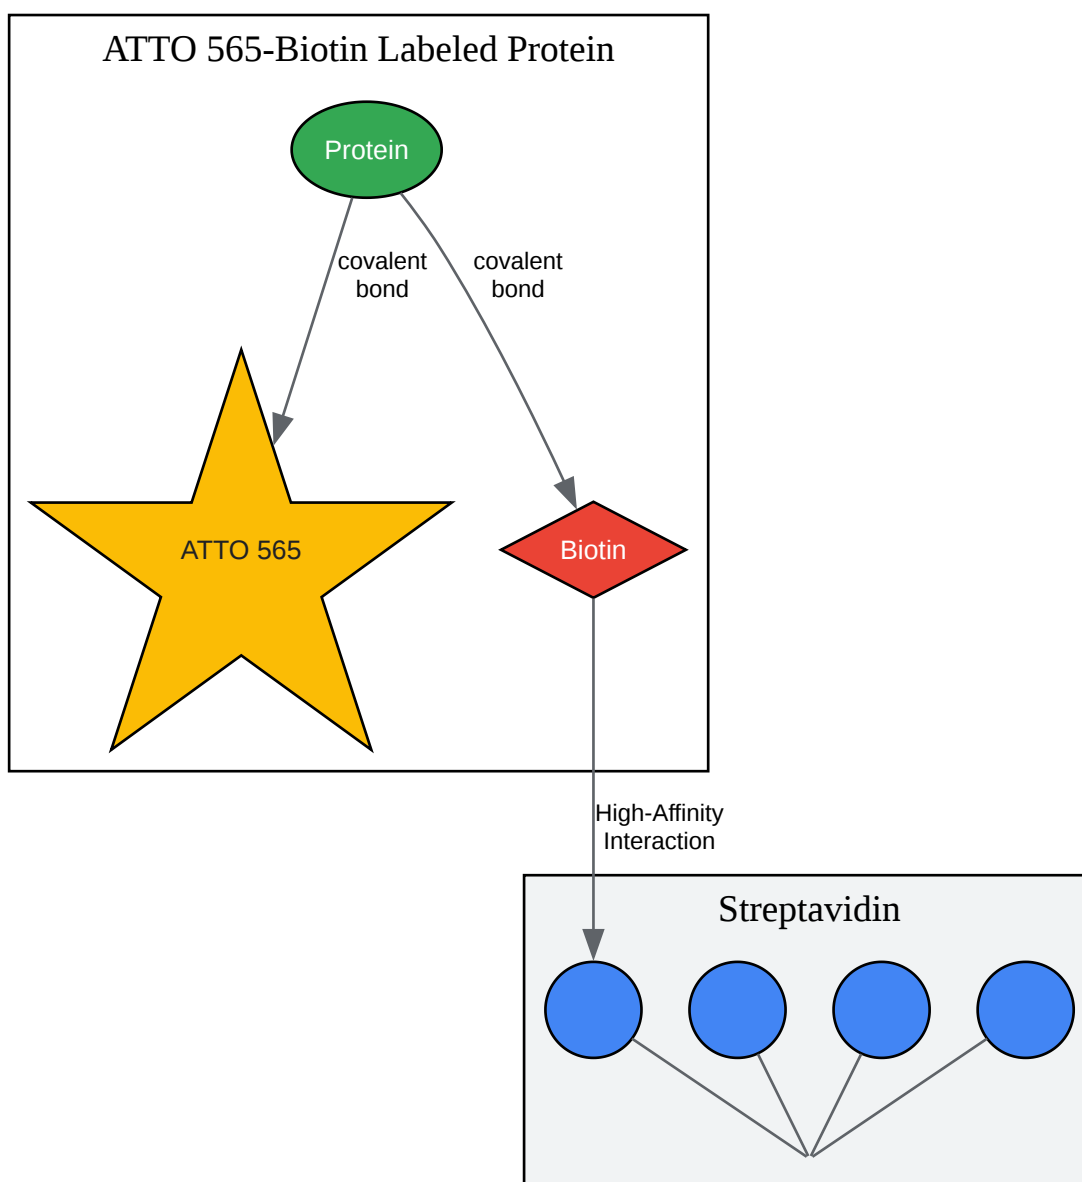 ATTO 565-Biotin Labeled Protein
Protein
covalent
bond
covalent
bond
ATTO 565
Biotin
High-Affinity
Interaction
Streptavidin